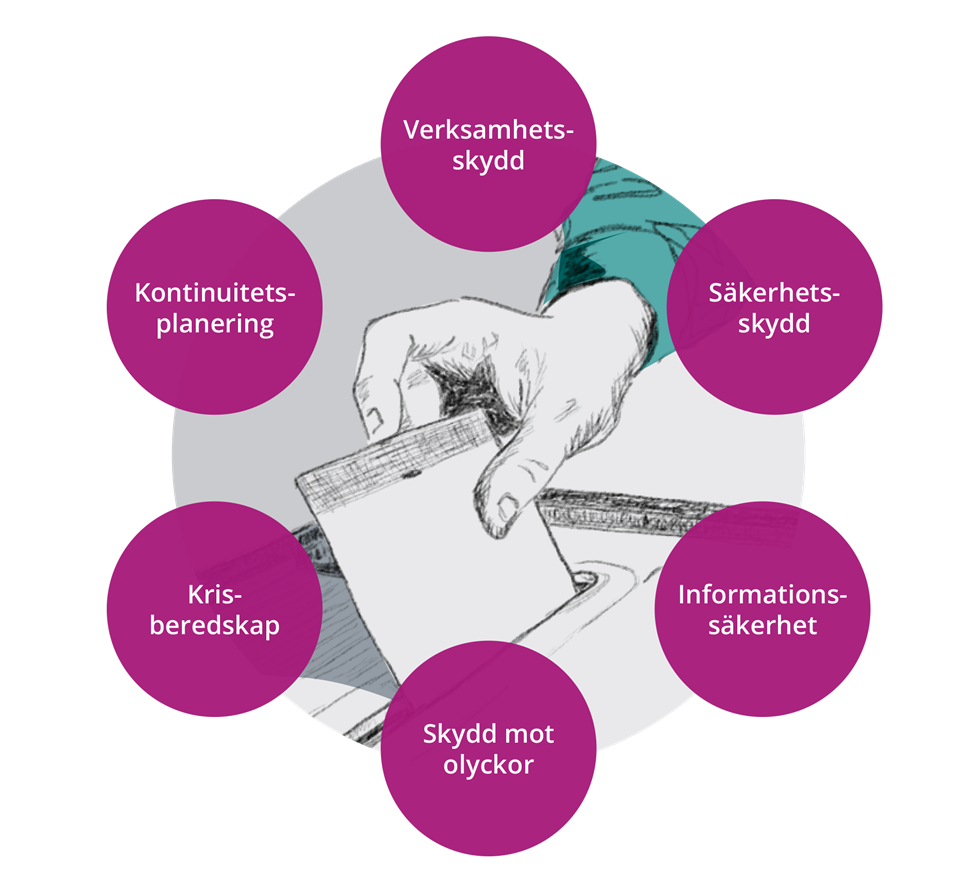 Verksamhets-
skydd
Säkerhets-
skydd
Informations-
säkerhet
Skydd mot
olyckor
Kris-
beredskap
Kontinuitets-
planering